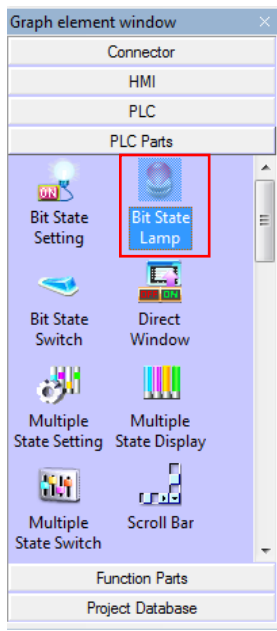 Graph element window
Connector
HMI
PLC
PLC Parts
ON
Bit State
Setting
Bit State
Lamp
Bit State
Switch
ON
Direct
Window
Multiple
State Setting
Multiple
State Display
Multiple
State Switch
Scroll Bar
Function Parts
Project Database